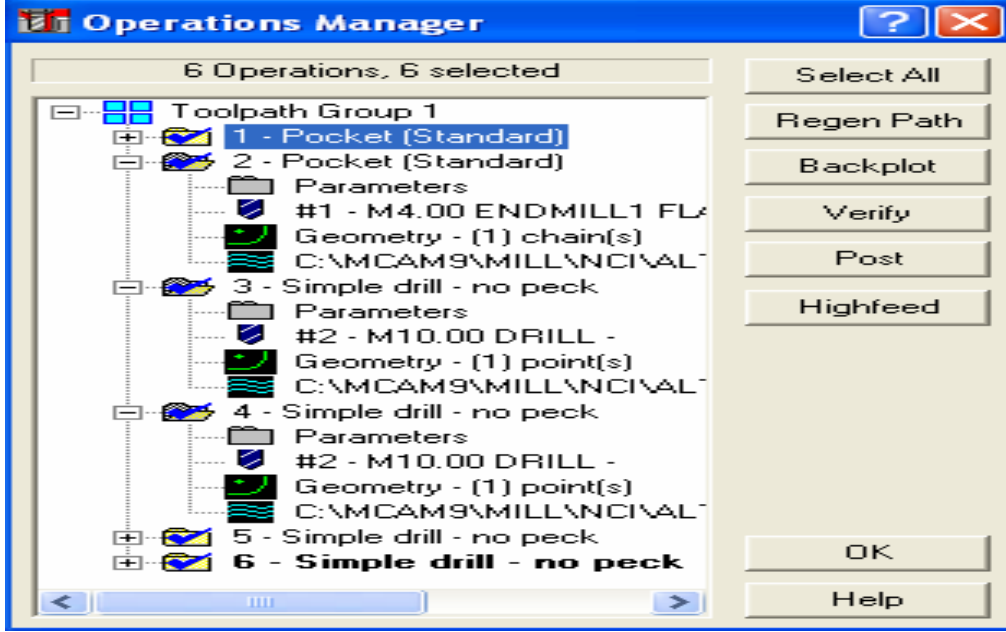 Operations Manager
6 Operations, 6 selected
Select All
Toolpath Group 1
Regen Path
1 - Pocket (Standard)
2 - Pocket (Standard)
Backplot
Parameters
#1 - M4.00 ENDMILL1 FLA
Verify
Geometry - (1) chain(s)
C:\MCAM9\MILL\NCI\AL
Post
3 - Simple drill - no peck
Parameters
Highfeed
#2 - M10.00 DRILL -
Geometry - (1) point(s)
C:\MCAM9\MILL\NCI\AL
4 - Simple drill - no peck
Parameters
#2 - M10.00 DRILL -
Geometry - (1) point(s)
C:\MCAM9\MILL\NCI\AL
5 - Simple drill - no peck
6 - Simple drill - no peck
OK
Help